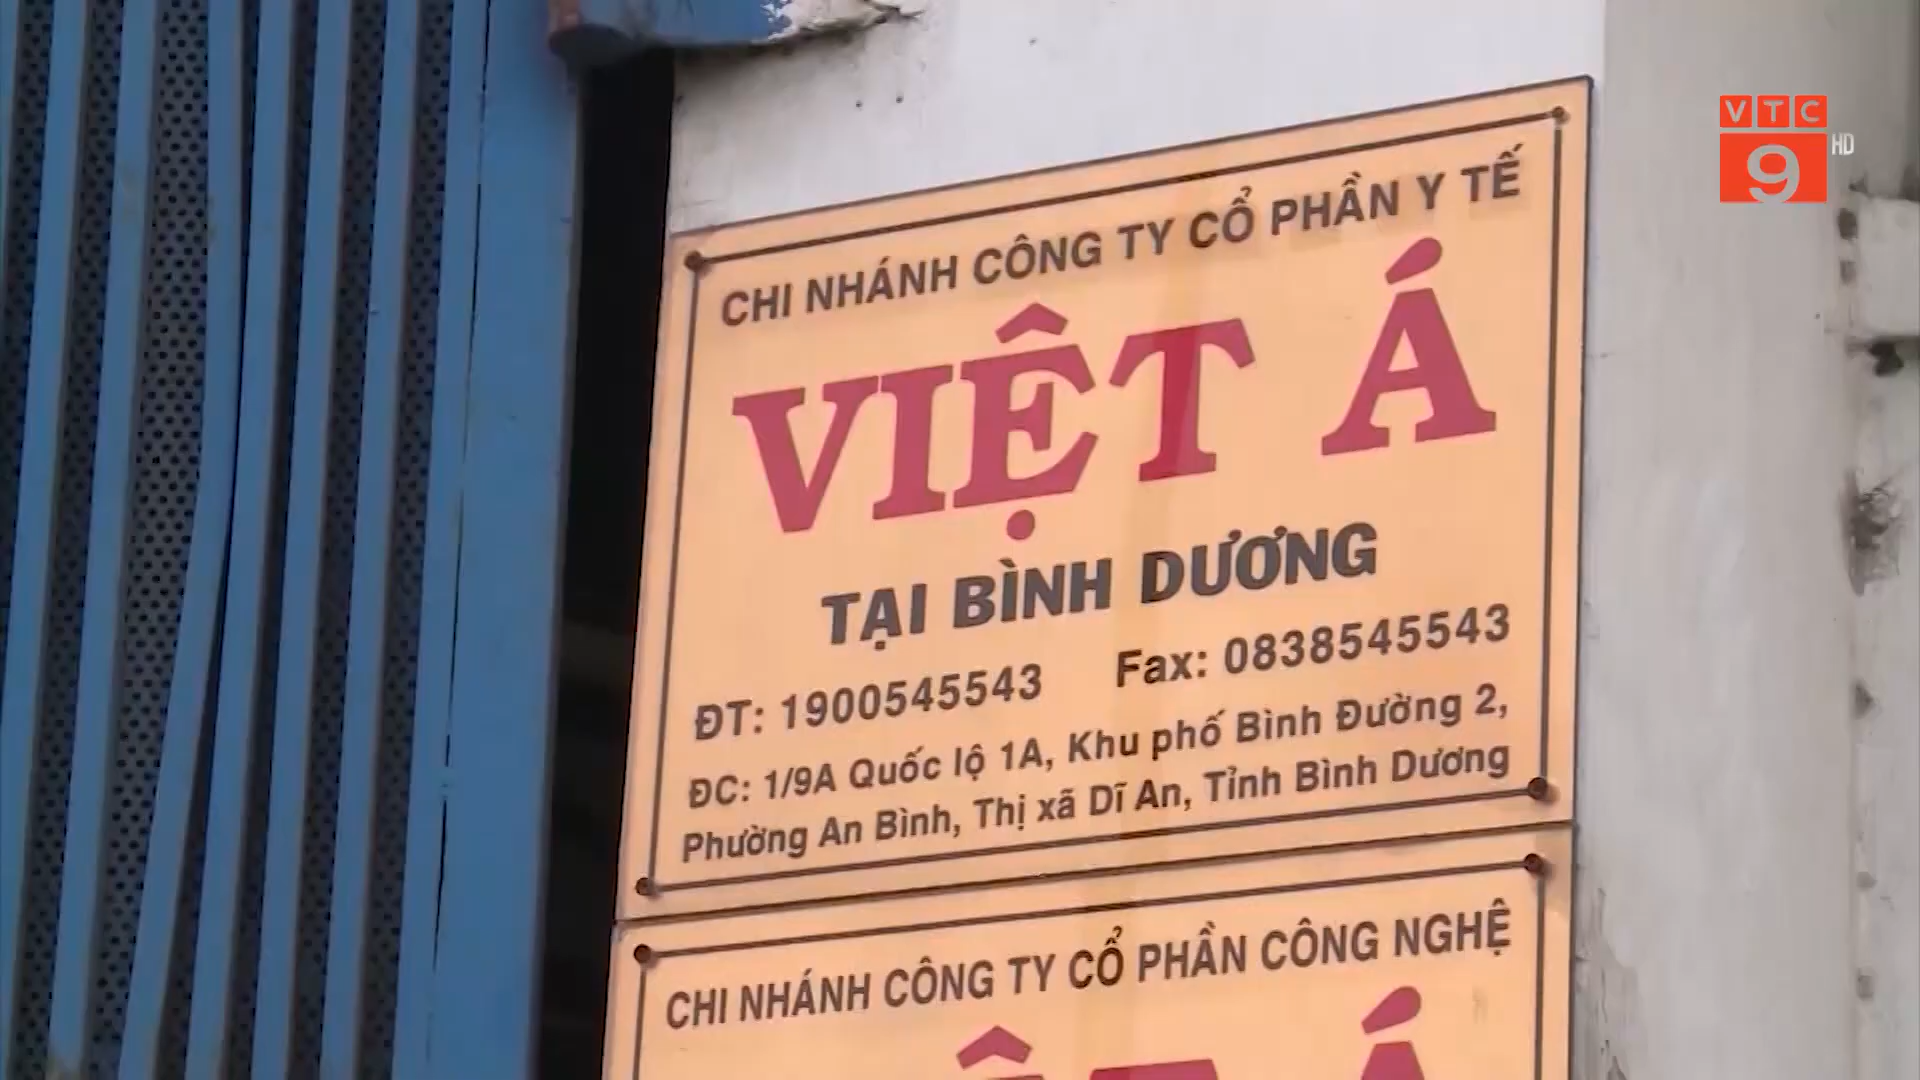 VTC
9 HD
CHI NHÁNH CÔNG TY CỔ PHẦN Y TẾ
VIỆT Á
TẠI BÌNH DƯƠNG
ĐT: 1900545543 Fax: 0838545543
ĐC: 1/9A Quốc lộ 1A, Khu phố Bình Đường 2,
Phường An Bình, Thị xã Dĩ An, Tỉnh Bình Dương
CHI NHÁNH CÔNG TY CỔ PHẦN CÔNG NGHỆ